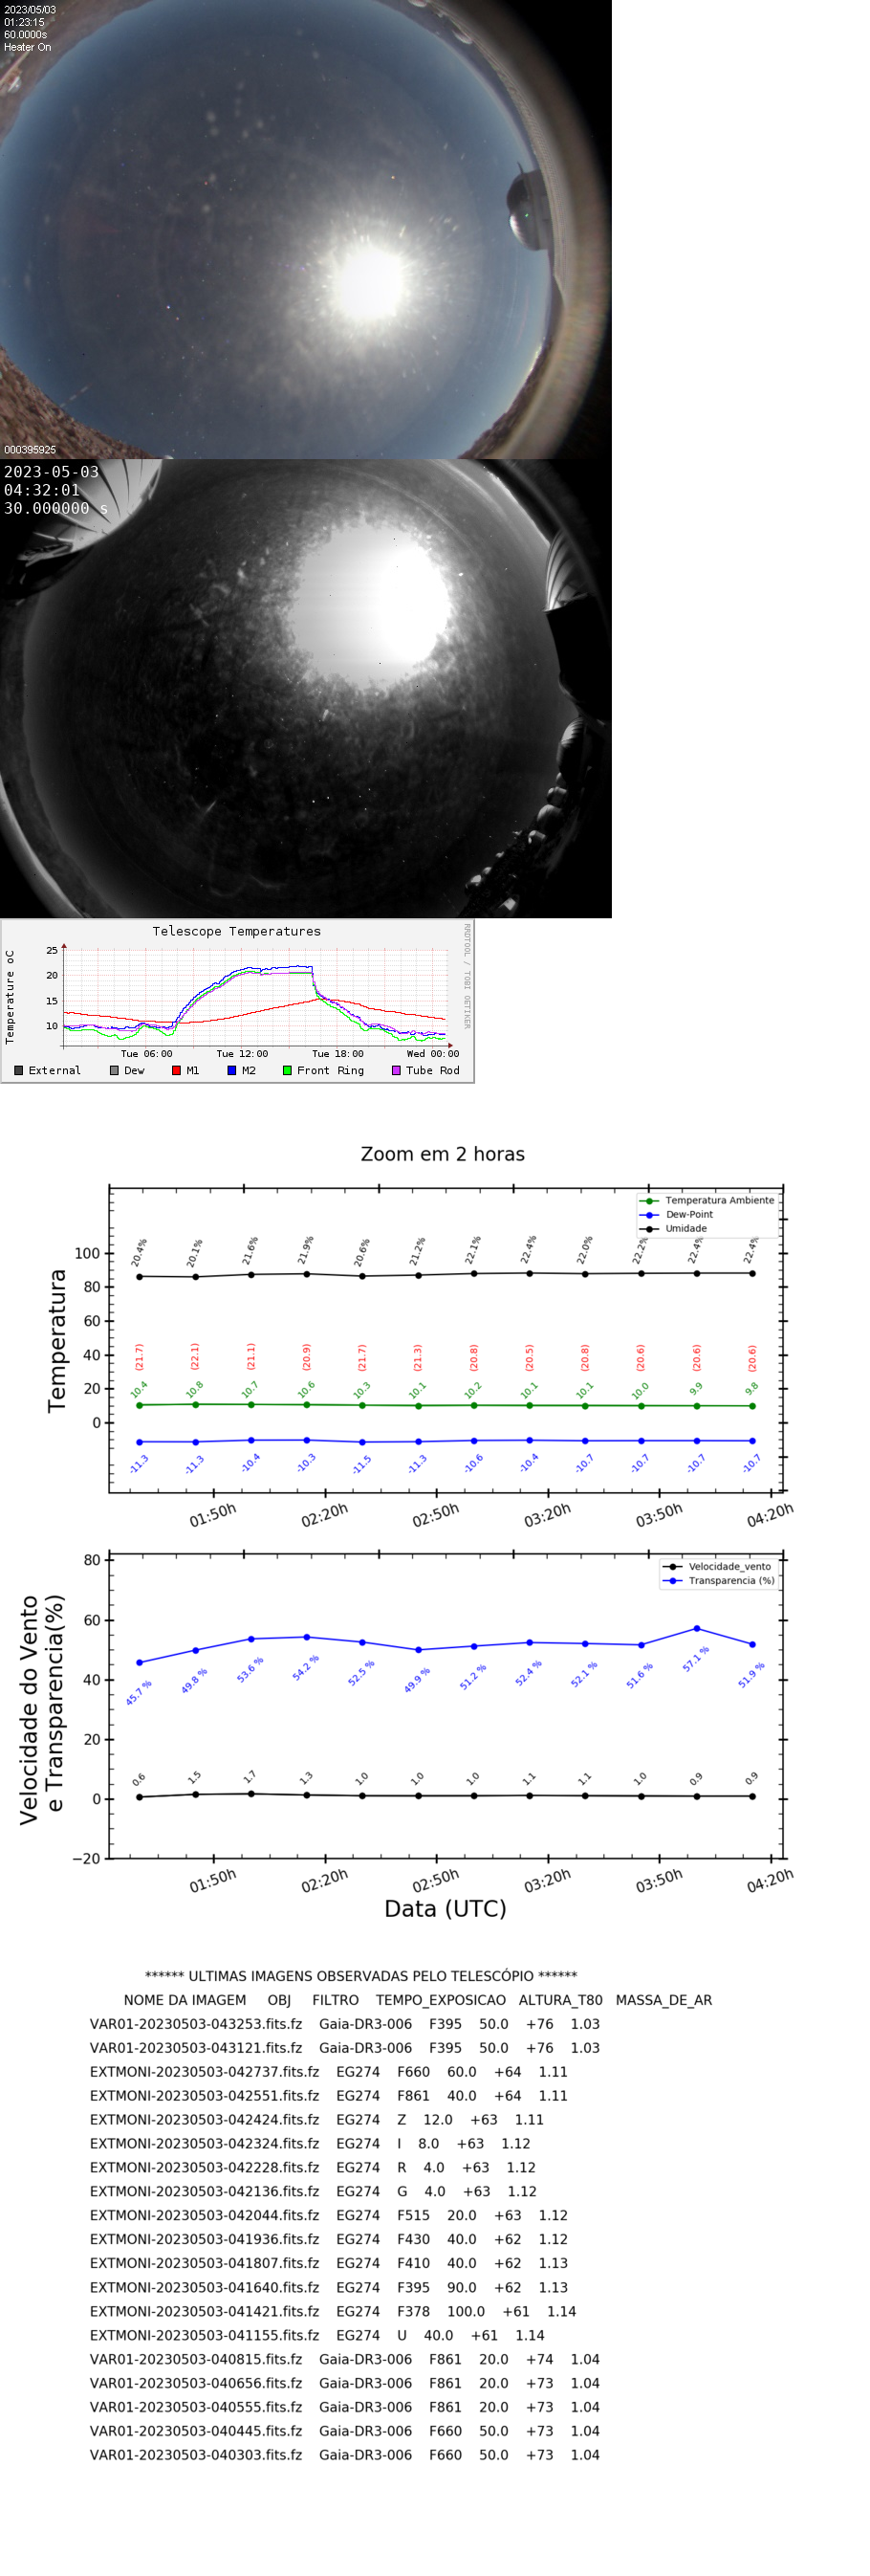 2023/05/03
01:23:15
60.0000s
Heater On
000395925
2023-05-03
04:32:01
30.000000 s
Telescope Temperatures
RRDTOOL / TOBI OETIKER
Temperature oC
25
20
15
10
Tue 06:00 Tue 12:00 Tue 18:00 Wed 00:00
External Dew M1 M2 Front Ring Tube Rod
Zoom em 2 horas
Temperatura Ambiente
Dew-Point
Umidade
Temperatura
100
80
60
40
20
0
20.4% 20.1% 21.6% 21.9% 20.6% 21.2% 22.1% 22.4% 22.0% 22.2% 22.4% 22.4%
(21.7) (22.1) (21.1) (20.9) (21.7) (21.3) (20.8) (20.5) (20.8) (20.6) (20.6) (20.6)
10.4 10.8 10.7 10.6 10.3 10.1 10.2 10.1 10.1 10.0 9.9 9.8
-11.3 -11.3 -10.4 -10.3 -11.5 -11.3 -10.6 -10.4 -10.7 -10.7 -10.7 -10.7
01:50h 02:20h 02:50h 03:20h 03:50h 04:20h
Velocidade_vento
Transparencia (%)
Velocidade do Vento
e Transparencia(%)
80
60
40
20
0
−20
45.7 % 49.8 % 53.6 % 54.2 % 52.5 % 49.9 % 51.2 % 52.4 % 52.1 % 51.6 % 57.1 % 51.9 %
0.6 1.5 1.7 1.3 1.0 1.0 1.0 1.1 1.1 1.0 0.9 0.9
01:50h 02:20h 02:50h 03:20h 03:50h 04:20h
Data (UTC)
****** ULTIMAS IMAGENS OBSERVADAS PELO TELESCÓPIO ******
NOME DA IMAGEM OBJ FILTRO TEMPO_EXPOSICAO ALTURA_T80 MASSA_DE_AR
VAR01-20230503-043253.fits.fz Gaia-DR3-006 F395 50.0 +76 1.03
VAR01-20230503-043121.fits.fz Gaia-DR3-006 F395 50.0 +76 1.03
EXTMONI-20230503-042737.fits.fz EG274 F660 60.0 +64 1.11
EXTMONI-20230503-042551.fits.fz EG274 F861 40.0 +64 1.11
EXTMONI-20230503-042424.fits.fz EG274 Z 12.0 +63 1.11
EXTMONI-20230503-042324.fits.fz EG274 I 8.0 +63 1.12
EXTMONI-20230503-042228.fits.fz EG274 R 4.0 +63 1.12
EXTMONI-20230503-042136.fits.fz EG274 G 4.0 +63 1.12
EXTMONI-20230503-042044.fits.fz EG274 F515 20.0 +63 1.12
EXTMONI-20230503-041936.fits.fz EG274 F430 40.0 +62 1.12
EXTMONI-20230503-041807.fits.fz EG274 F410 40.0 +62 1.13
EXTMONI-20230503-041640.fits.fz EG274 F395 90.0 +62 1.13
EXTMONI-20230503-041421.fits.fz EG274 F378 100.0 +61 1.14
EXTMONI-20230503-041155.fits.fz EG274 U 40.0 +61 1.14
VAR01-20230503-040815.fits.fz Gaia-DR3-006 F861 20.0 +74 1.04
VAR01-20230503-040656.fits.fz Gaia-DR3-006 F861 20.0 +73 1.04
VAR01-20230503-040555.fits.fz Gaia-DR3-006 F861 20.0 +73 1.04
VAR01-20230503-040445.fits.fz Gaia-DR3-006 F660 50.0 +73 1.04
VAR01-20230503-040303.fits.fz Gaia-DR3-006 F660 50.0 +73 1.04